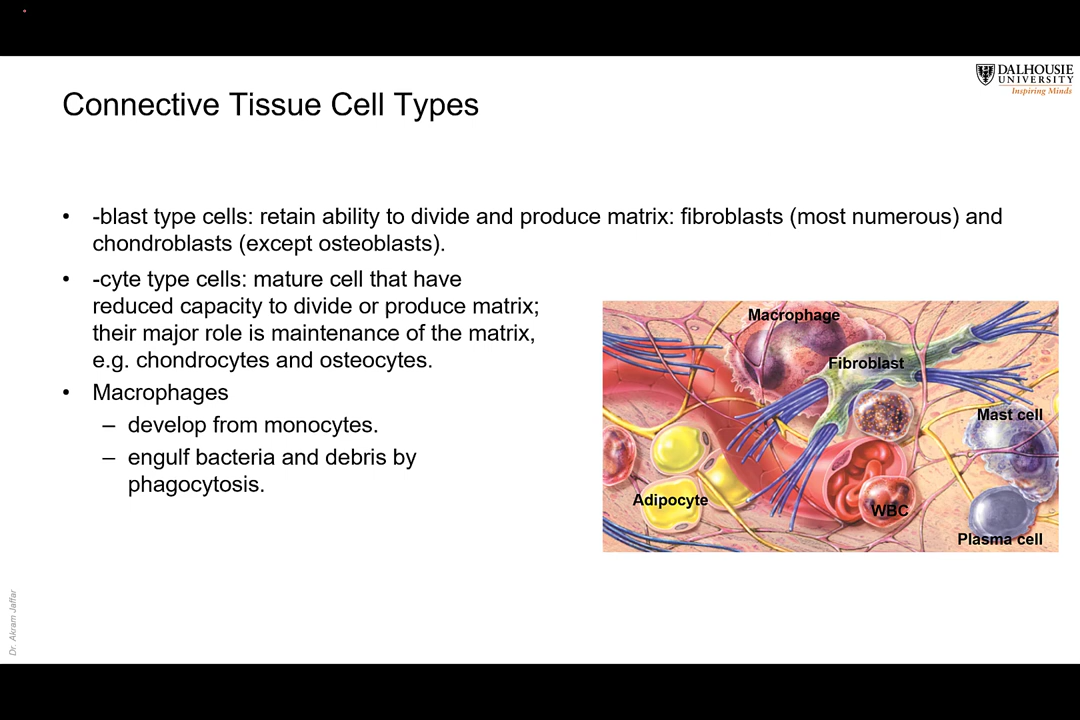 DALHOUSIE
UNIVERSITY
Inspiring Minds
Connective Tissue Cell Types
• -blast type cells: retain ability to divide and produce matrix: fibroblasts (most numerous) and
chondroblasts (except osteoblasts).
• -cyte type cells: mature cell that have
reduced capacity to divide or produce matrix;
their major role is maintenance of the matrix,
e.g. chondrocytes and osteocytes.
• Macrophages
– develop from monocytes.
– engulf bacteria and debris by
phagocytosis.
Macrophage
Fibroblast
Mast cell
Adipocyte
WBC
Plasma cell
Dr. Akram Jaffar